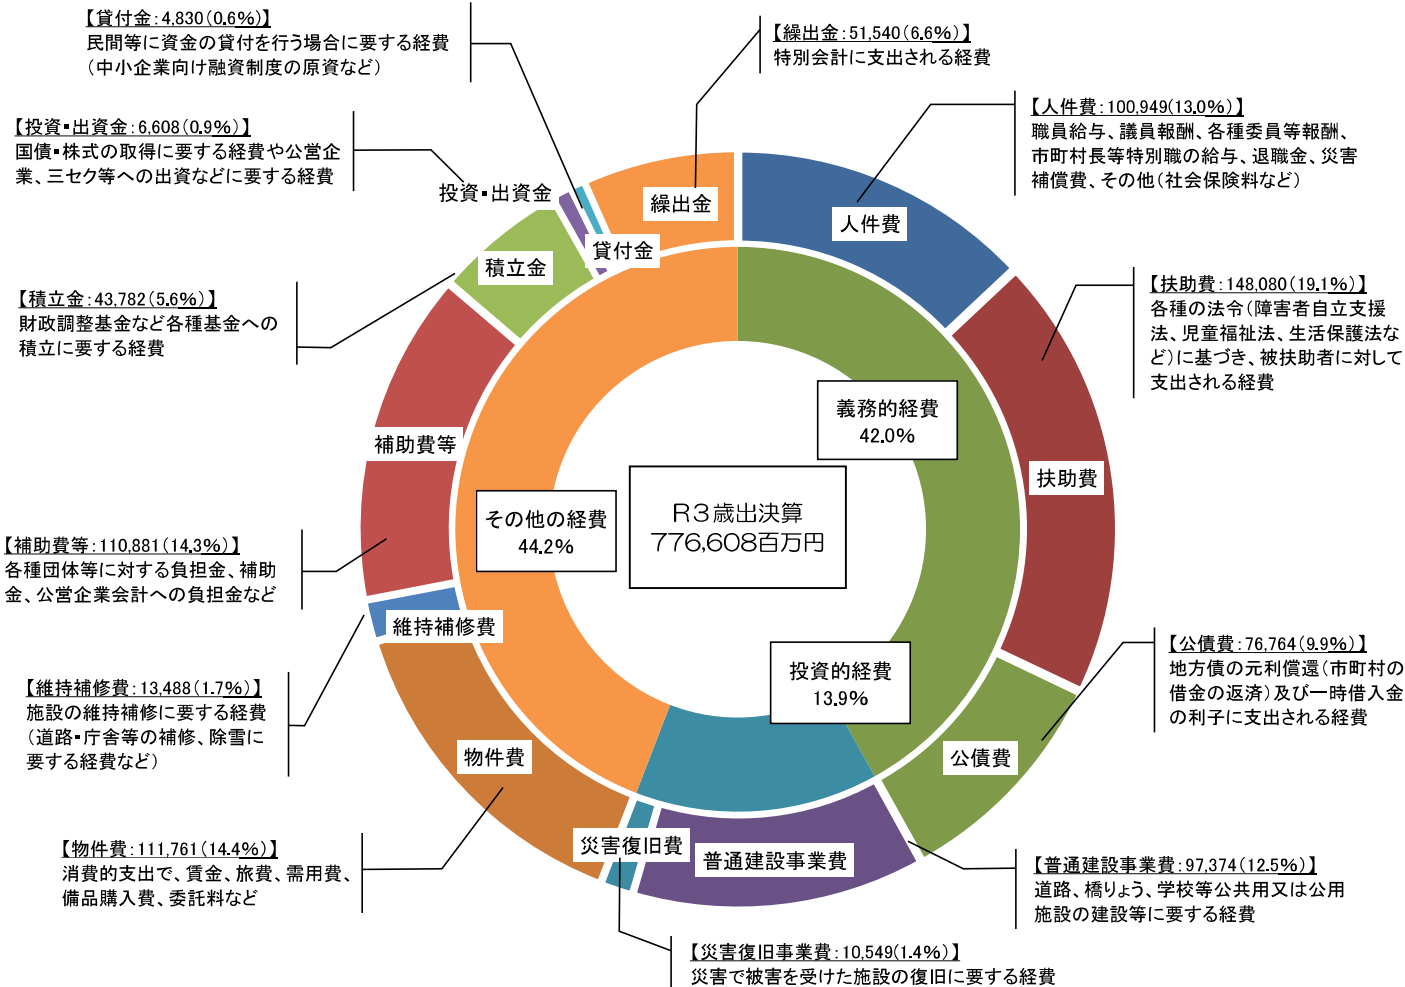 【貸付金:4,830(0.6%)】
民間等に資金の貸付を行う場合に要する経費
(中小企業向け融資制度の原資など)
【繰出金:51,540(6.6%)】
特別会計に支出される経費
【人件費:100,949(13.0%)】
職員給与、議員報酬、各種委員等報酬、
市町村長等特別職の給与、退職金、災害
補償費、その他(社会保険料など)
【投資・出資金:6,608(0.9%)】
国債・株式の取得に要する経費や公営企
業、三セク等への出資などに要する経費
投資・出資金
繰出金
人件費
貸付金
積立金
【積立金:43,782(5.6%)】
財政調整基金など各種基金への
積立に要する経費
【扶助費:148,080(19.1%)】
各種の法令(障害者自立支援
法、児童福祉法、生活保護法な
ど)に基づき、被扶助者に対して
支出される経費
義務的経費
42.0%
補助費等
扶助費
その他の経費
44.2%
R3歳出決算
776,608百万円
【補助費等:110,881(14.3%)】
各種団体等に対する負担金、補助
金、公営企業会計への負担金など
維持補修費
投資的経費
13.9%
【公債費:76,764(9.9%)】
地方債の元利償還(市町村の
借金の返済)及び一時借入金
の利子に支出される経費
【維持補修費:13,488(1.7%)】
施設の維持補修に要する経費
(道路・庁舎等の補修、除雪に
要する経費など)
物件費
公債費
【物件費:111,761(14.4%)】
消費的支出で、賃金、旅費、需用費、
備品購入費、委託料など
災害復旧費
普通建設事業費
【普通建設事業費:97,374(12.5%)】
道路、橋りょう、学校等公共用又は公用
施設の建設等に要する経費
【災害復旧事業費:10,549(1.4%)】
災害で被害を受けた施設の復旧に要する経費